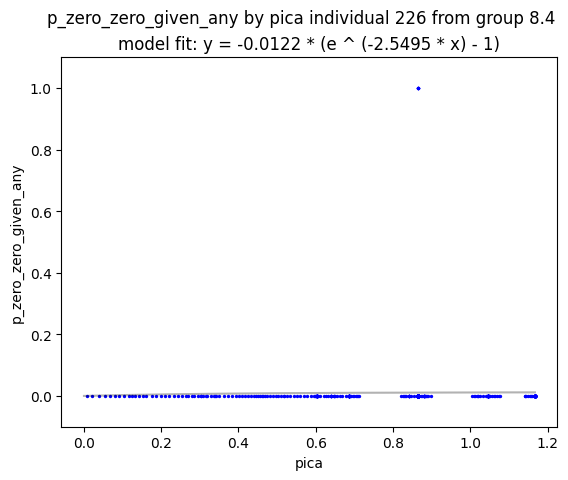 p_zero_zero_given_any by pica individual 226 from group 8.4
model fit: y = -0.0122 * (e ^ (-2.5495 * x) - 1)
1.0
0.8
0.6
0.4
0.2
0.0
p_zero_zero_given_any
0.0 0.2 0.4 0.6 0.8 1.0 1.2
pica